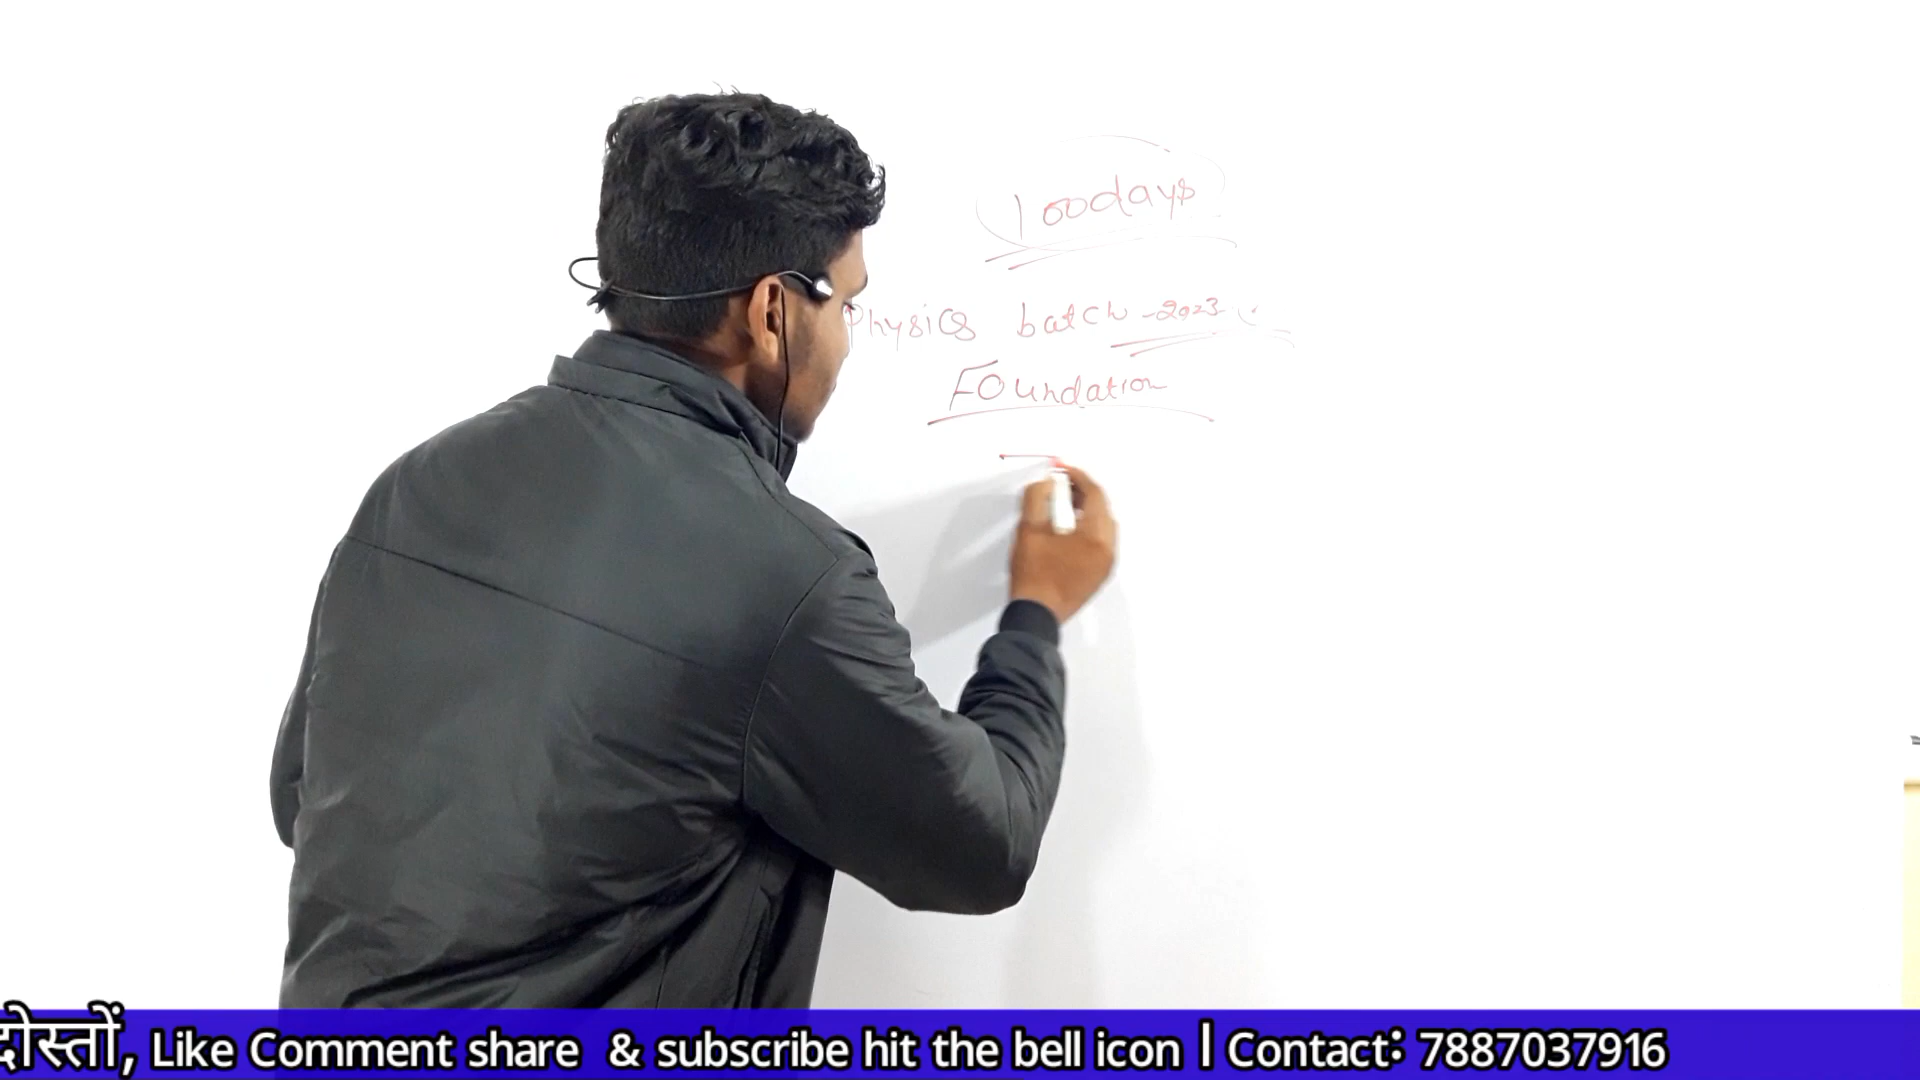 100days
Physics batch - 2023
Foundation
दोस्तों, Like Comment share & subscribe hit the bell icon | Contact: 7887037916